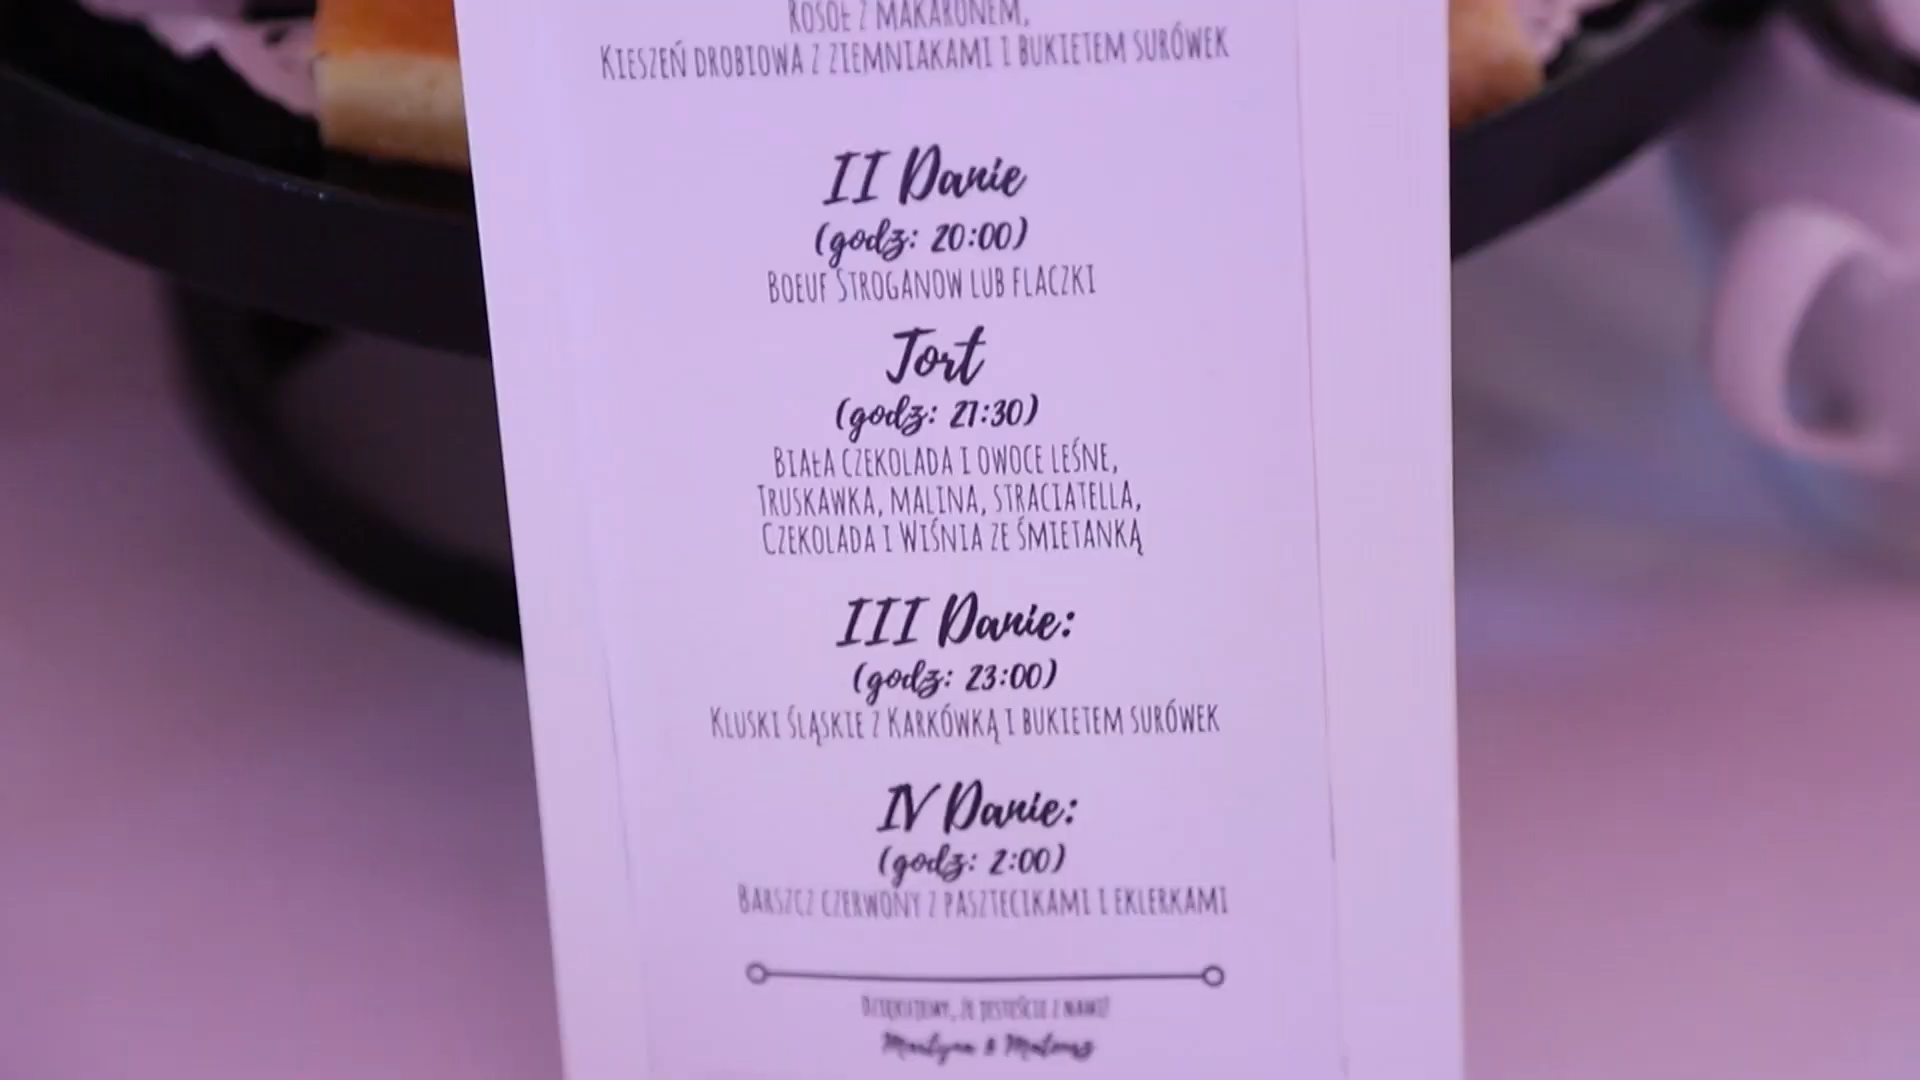 Rosół z makaronem,
Kieszeń drobiowa z ziemniakami i bukietem surówek
II Danie
(godz: 20:00)
Boeuf Stroganow lub flaczki
Tort
(godz: 21:30)
Biała czekolada i owoce leśne,
Truskawka, malina, straciatella,
Czekolada i Wiśnia ze śmietanką
III Danie:
(godz: 23:00)
Kluski śląskie z Karkówką i bukietem surówek
IV Danie:
(godz: 2:00)
Barszcz czerwony z pasztecikami i eklerkami
Dziękujemy, że jesteście z nami!
Martyna & Mateusz